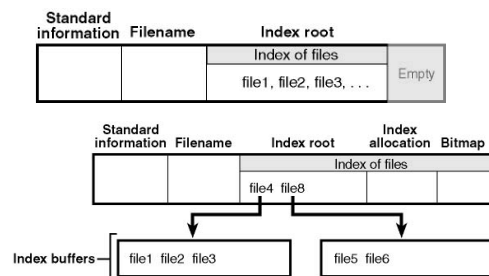 Standard information Filename Index root
Index of files
file1, file2, file3, . . . Empty
Standard information Filename Index root Index allocation Bitmap
Index of files
file4 file8
Index buffers file1 file2 file3 file5 file6